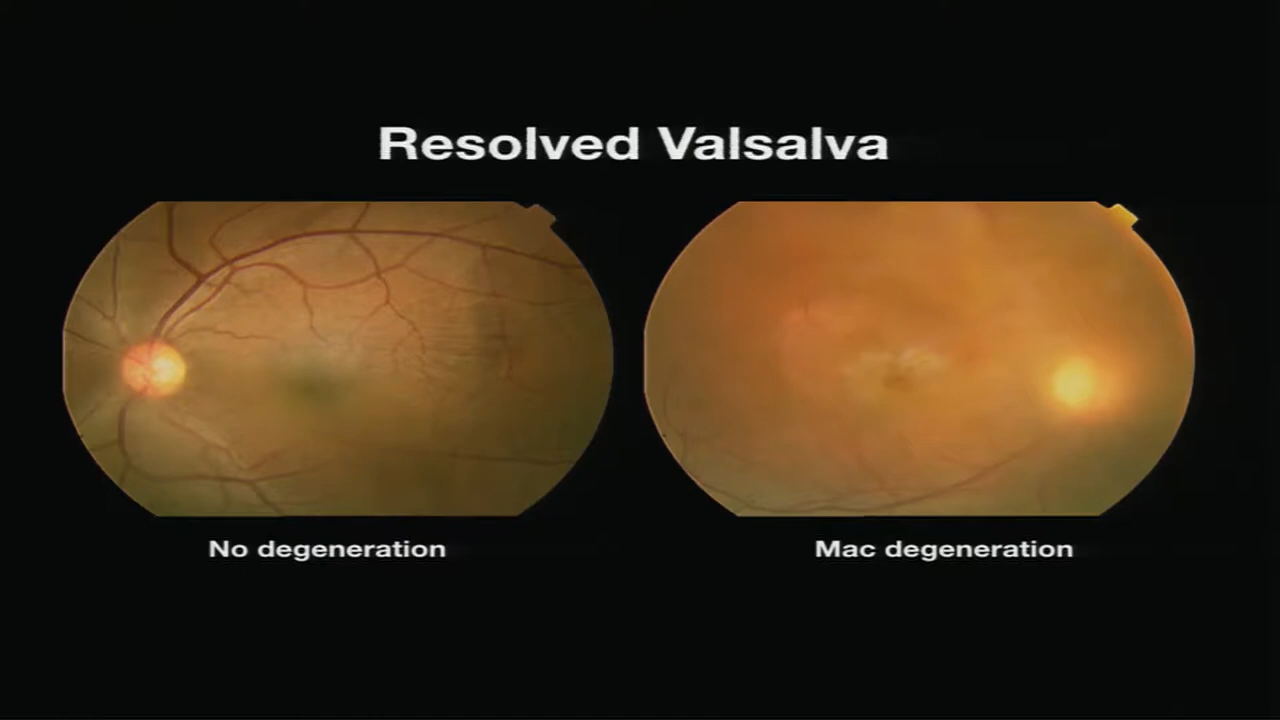 Resolved Valsalva
No degeneration
Mac degeneration